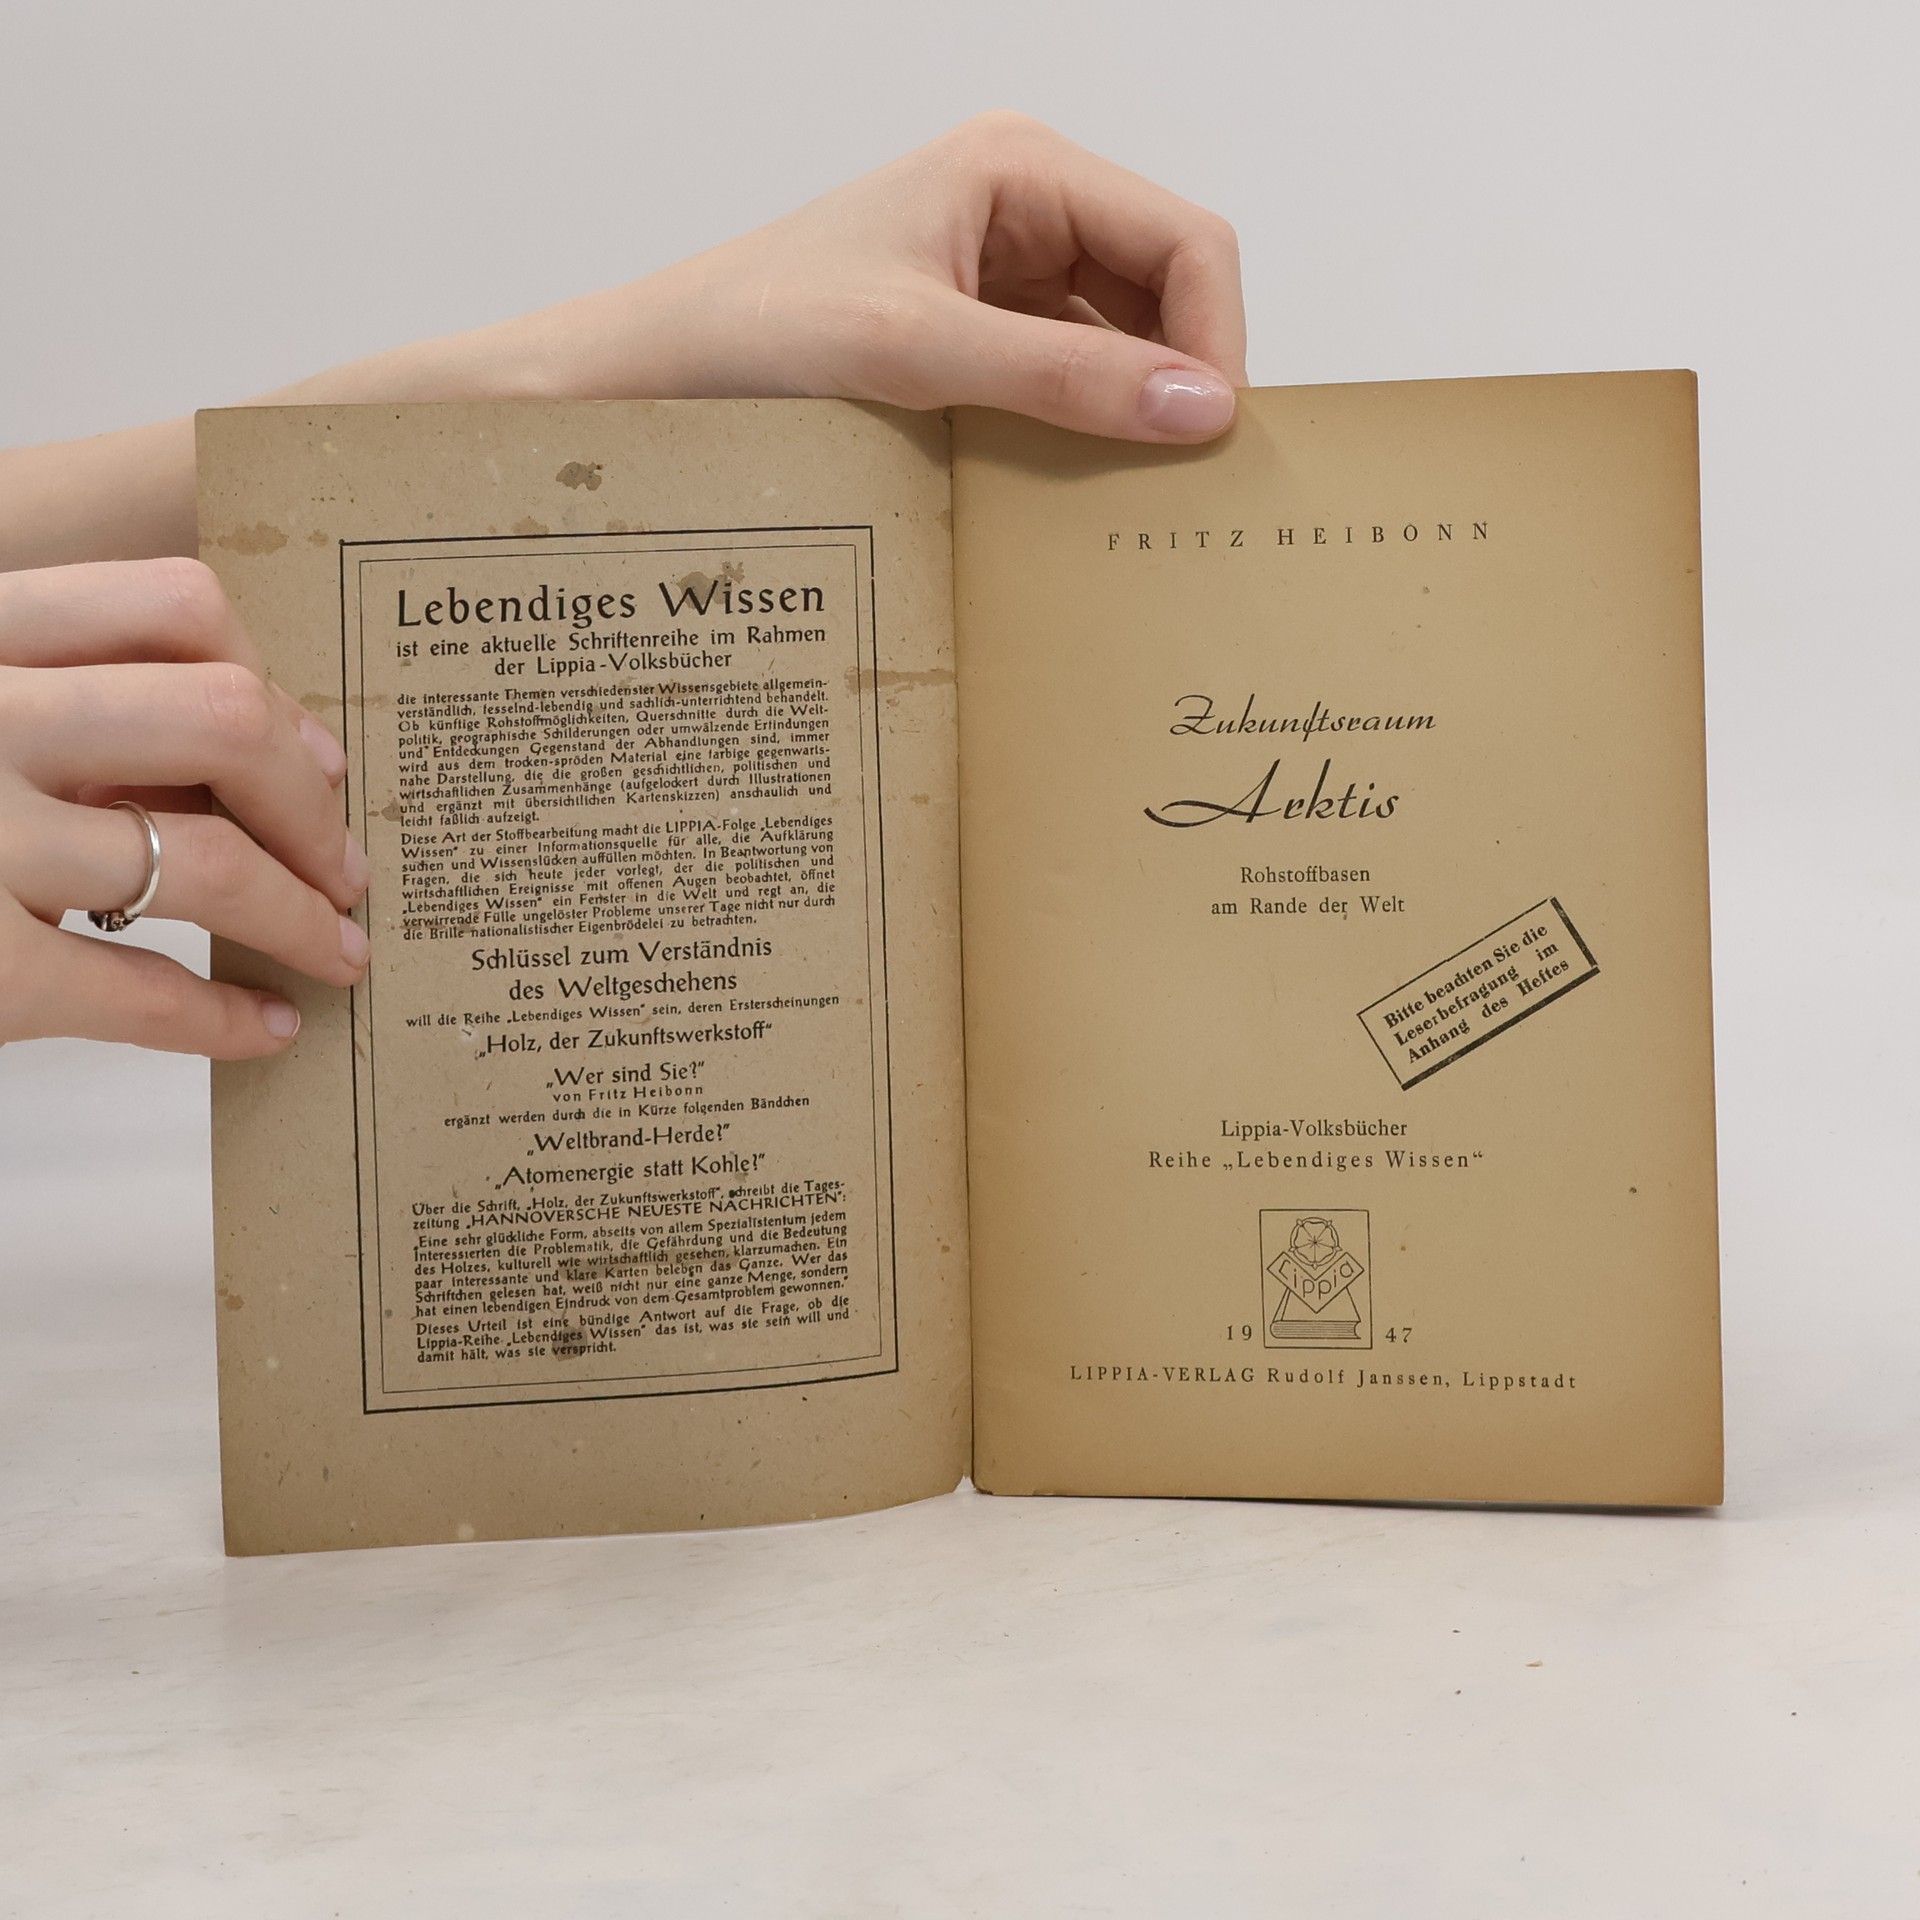 Lebendiges Wissen
ist eine aktuelle Schriftenreihe im Rahmen
der Lippia-Volksbücher
die interessante Themen verschiedenster Wissensgebiete allgemein-
verständlich, fesselnd-lebendig und sachlich-unterrichtend behandelt.
Ob künftige Rohstoffmöglichkeiten, Querschnitte durch die Welt-
politik, geographische Schilderungen oder umwälzende Erfindungen
und Entdeckungen Gegenstand der Abhandlungen sind, immer
wird aus dem trocken-spröden Material eine farbige gegenwarts-
nahe Darstellung, die die großen geschichtlichen, politischen und
wirtschaftlichen Zusammenhänge (aufgelockert durch Illustrationen
und ergänzt mit übersichtlichen Kartenskizzen) anschaulich und
leicht faßlich aufzeigt.
Diese Art der Stoffbearbeitung macht die LIPPIA-Folge „Lebendiges
Wissen“ zu einer Informationsquelle für alle, die Aufklärung
suchen und Wissenslücken auffüllen möchten. In Beantwortung von
Fragen, die sich heute jeder vorlegt, der die politischen und
wirtschaftlichen Ereignisse mit offenen Augen beobachtet, öffnet
„Lebendiges Wissen“ ein Fenster in die Welt und regt an, die
verwirrende Fülle ungelöster Probleme unserer Tage nicht nur durch
die Brille nationalistischer Eigenbrödelei zu betrachten.
Schlüssel zum Verständnis
des Weltgeschehens
will die Reihe „Lebendiges Wissen“ sein, deren Ersterscheinungen
„Holz, der Zukunftswerkstoff“
„Wer sind Sie?“
von Fritz Heibonn
ergänzt werden durch die in Kürze folgenden Bändchen
„Weltbrand-Herde?“
„Atomenergie statt Kohle?“
Über die Schrift, „Holz, der Zukunftswerkstoff“, schreibt die Tages-
zeitung „HANNOVERSCHE NEUESTE NACHRICHTEN“:
„Eine sehr glückliche Form, abseits von allem Spezialistentum jedem
Interessierten die Problematik, die Gefährdung und die Bedeutung
des Holzes, kulturell wie wirtschaftlich gesehen, klarzumachen. Ein
paar interessante und klare Karten beleben das Ganze. Wer das
Schriftchen gelesen hat, weiß nicht nur eine ganze Menge, sondern
hat einen lebendigen Eindruck von dem Gesamtproblem gewonnen.“
Dieses Urteil ist eine bündige Antwort auf die Frage, ob die
Lippia-Reihe „Lebendiges Wissen“ das ist, was sie sein will und
damit hält, was sie verspricht.
FRITZ HEIBONN
Zukunftsraum
Arktis
Rohstoffbasen
am Rande der Welt
Bitte beachten Sie die
Leserbefragung im
Anhang des Heftes
Lippia-Volksbücher
Reihe „Lebendiges Wissen“
Lippia
19 47
LIPPIA-VERLAG Rudolf Janssen, Lippstadt